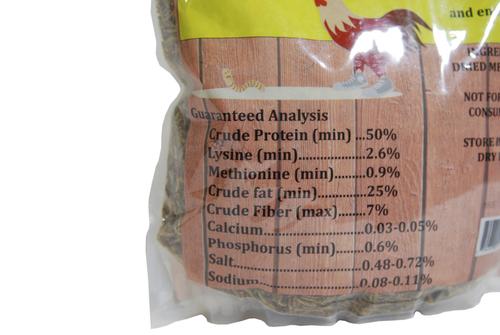 and en
INGRE
DRIED ME
NOT FOR
CONSU
STORE
DRY
Guaranteed Analysis
Crude Protein (min) ...50%
Lysine (min)..............2.6%
Methionine (min)......0.9%
Crude fat (min)..........25%
Crude Fiber (max).......7%
Calcium........................0.03-0.05%
Phosphorus (min).....0.6%
Salt...............................0.48-0.72%
Sodium........................0.08-0.11%